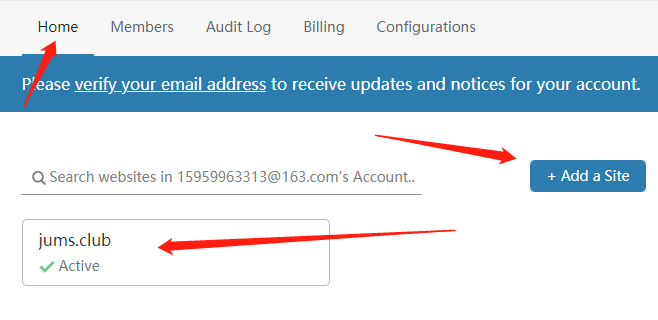 Home Members Audit Log Billing Configurations
Please verify your email address to receive updates and notices for your account.
Search websites in 15959963313@163.com's Account..
+ Add a Site
jums.club
Active